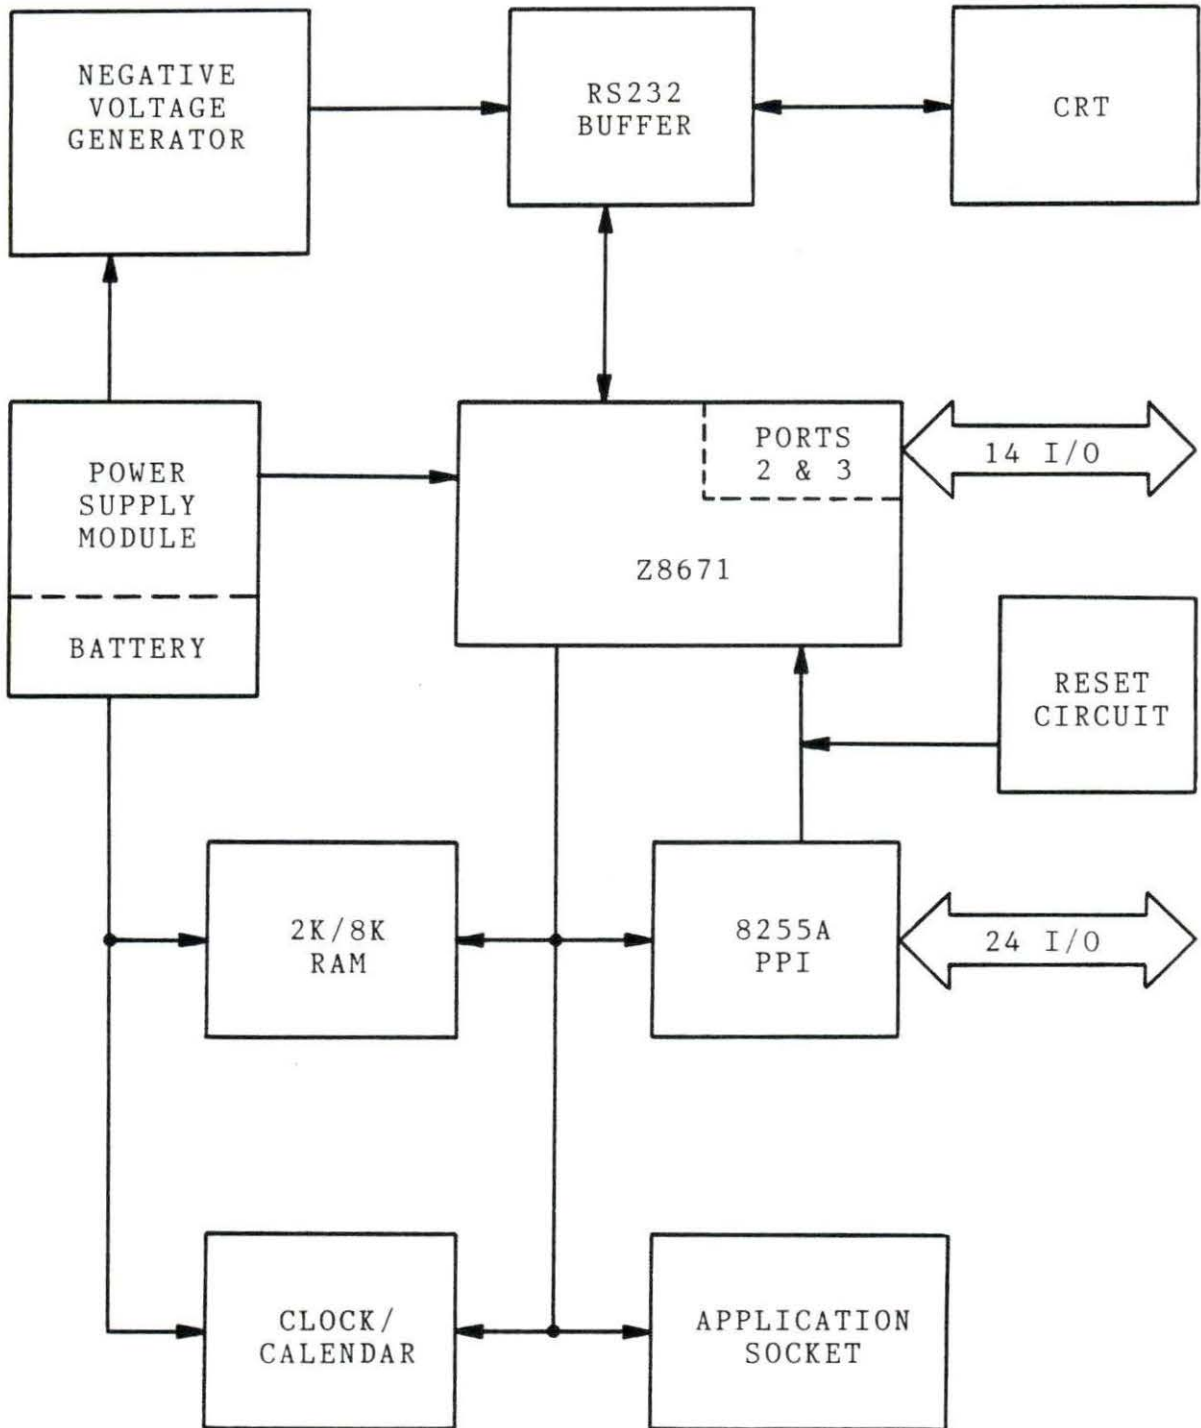 NEGATIVE
VOLTAGE
GENERATOR
RS232
BUFFER
CRT
POWER
SUPPLY
MODULE
BATTERY
PORTS
2 & 3
Z8671
14 I/O
RESET
CIRCUIT
2K/8K
RAM
8255A
PPI
24 I/O
CLOCK/
CALENDAR
APPLICATION
SOCKET